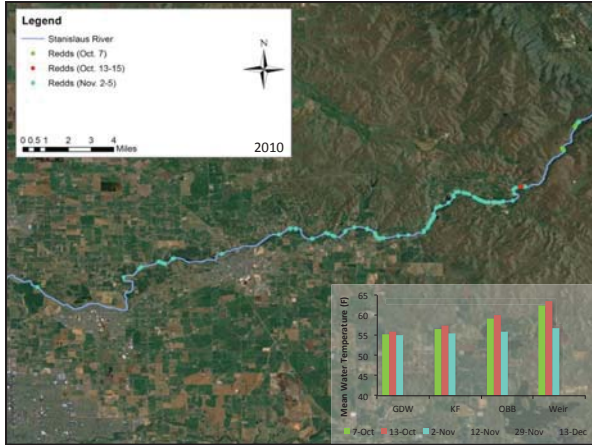 Legend
Stanislaus River
Redds (Oct. 7)
Redds (Oct. 13-15)
Redds (Nov. 2-5)
N
0 0.5 1 2 3 4
Miles
2010
Mean Water Temperature (F)
65
60
55
50
45
40
GDW KF OBB Weir
7-Oct 13-Oct 2-Nov 12-Nov 29-Nov 13-Dec